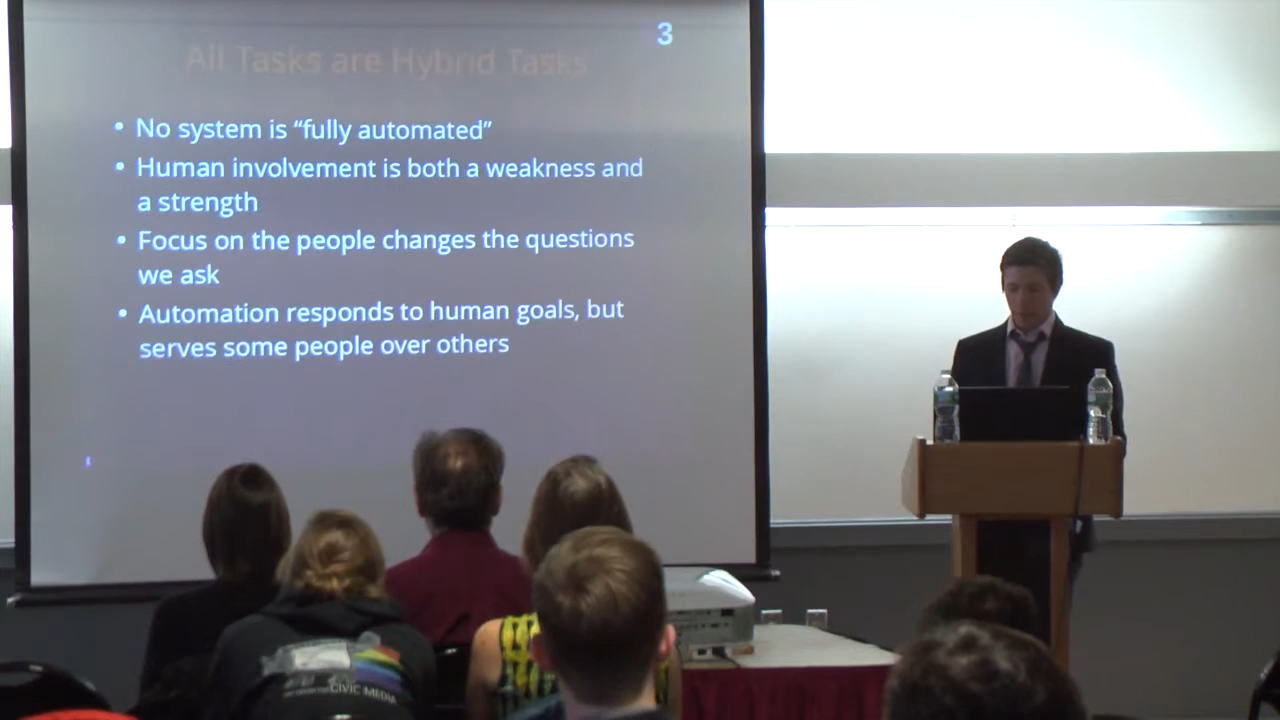 3
All Tasks are Hybrid Tasks
• No system is “fully automated”
• Human involvement is both a weakness and
a strength
• Focus on the people changes the questions
we ask
• Automation responds to human goals, but
serves some people over others
CIVIC MEDIA